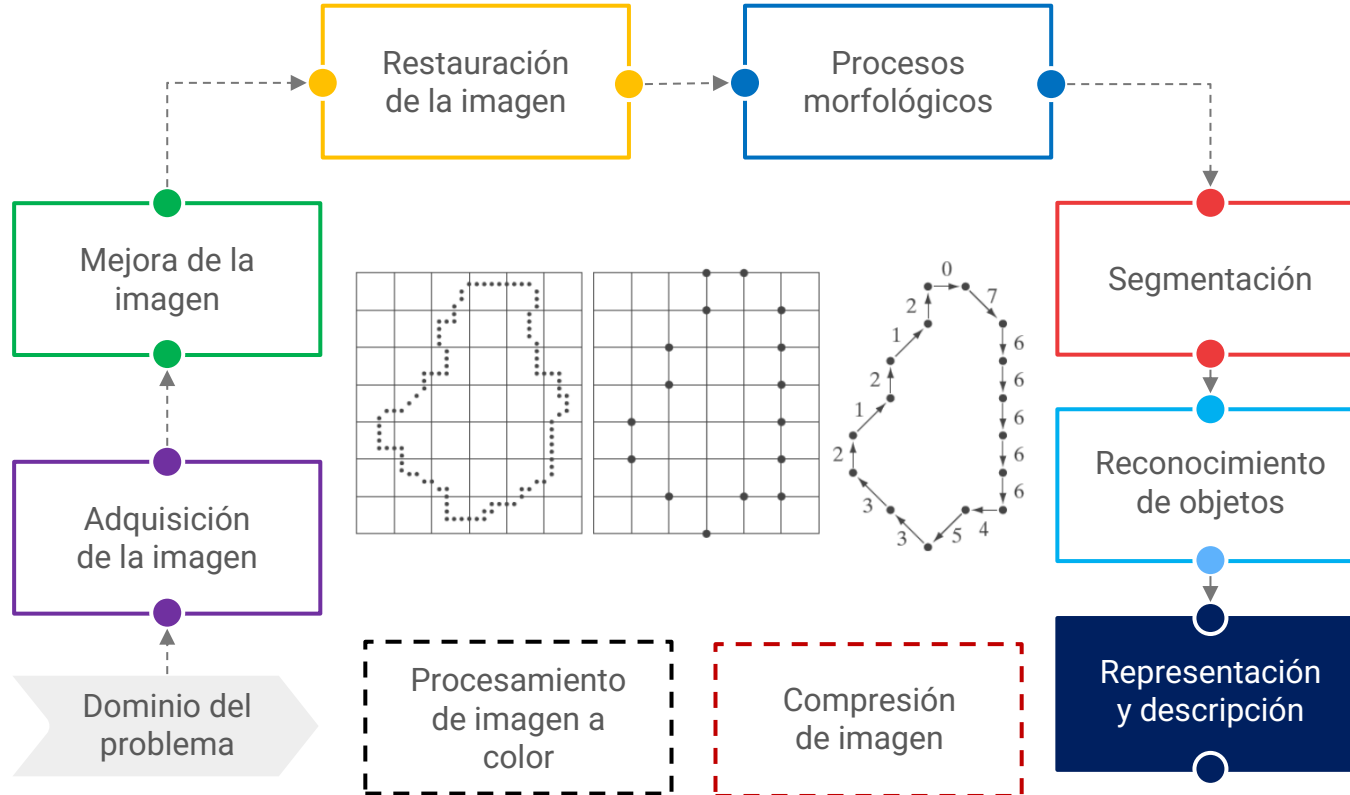 Restauración
de la imagen
Procesos
morfológicos
Mejora de la
imagen
Segmentación
0
7
2
6
1
6
2
6
1
6
2
6
3
3
5
4
Adquisición
de la imagen
Reconocimiento
de objetos
Dominio del
problema
Procesamiento
de imagen a
color
Compresión
de imagen
Representación
y descripción